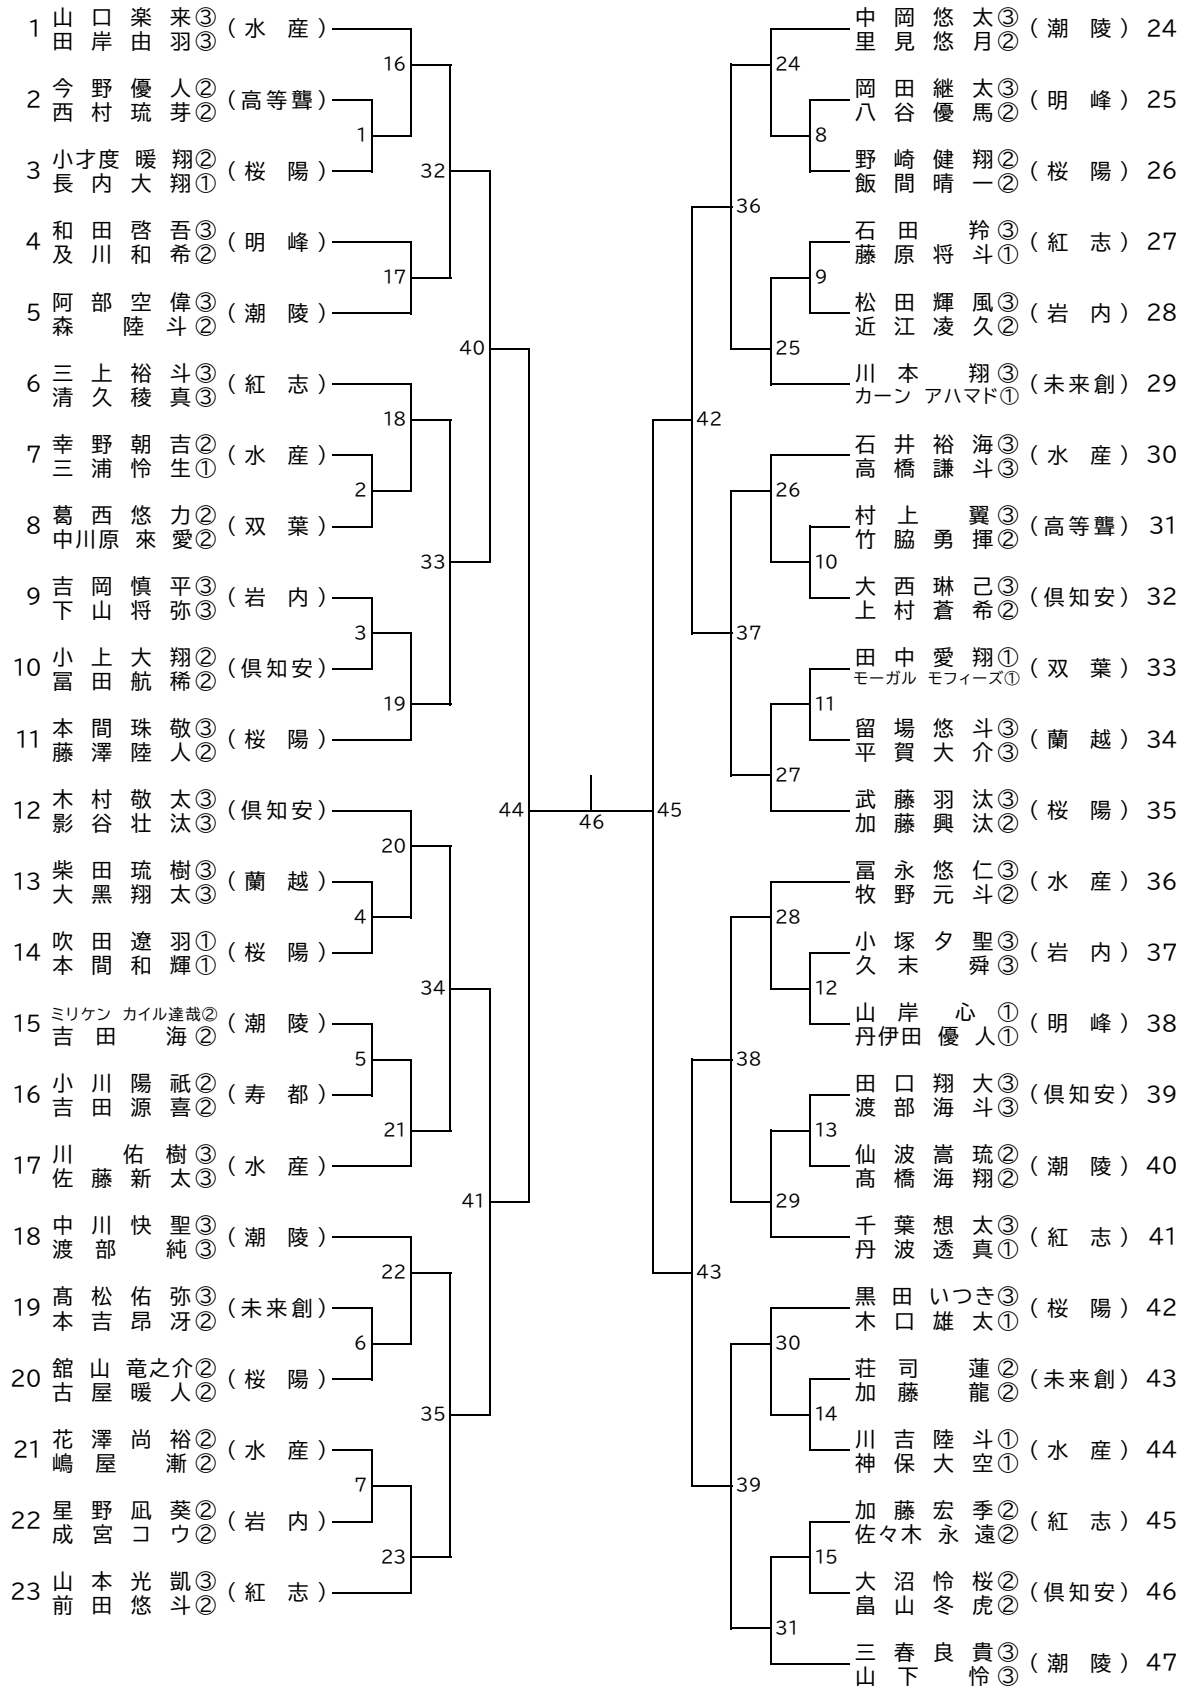 1 山口楽来③ (水産)
田岸由羽③
2 今野優人② (高等聾)
西村琉芽②
3 小才度暖翔② (桜陽)
長内大翔①
4 和田啓吾③ (明峰)
及川和希②
5 阿部空偉③ (潮陵)
森陸斗②
6 三上裕斗③ (紅志)
清久稜真③
7 幸野朝吉② (水産)
三浦怜生①
8 葛西悠力② (双葉)
中川原來愛②
9 吉岡慎平③ (岩内)
下山将弥③
10 小上大翔② (倶知安)
冨田航稀②
11 本間珠敬③ (桜陽)
藤澤陸人②
12 木村敬太③ (倶知安)
影谷壮汰③
13 柴田琉樹③ (蘭越)
大黒翔太③
14 吹田遼羽① (桜陽)
本間和輝①
15 ミリケン カイル達哉② (潮陵)
吉田海②
16 小川陽祇② (寿都)
吉田源喜②
17 川佑樹③ (水産)
佐藤新太③
18 中川快聖③ (潮陵)
渡部純③
19 髙松佑弥③ (未来創)
本吉昂冴②
20 舘山竜之介② (桜陽)
古屋暖人②
21 花澤尚裕② (水産)
嶋屋漸②
22 星野凪葵② (岩内)
成宮コウ②
23 山本光凱③ (紅志)
前田悠斗②
16
1
32
17
40
18
2
33
3
19
44
20
4
34
5
21
41
22
6
35
7
23
46
45
24
8
36
9
25
42
26
10
37
11
27
28
12
38
13
29
43
30
14
39
15
31
中岡悠太③ (潮陵) 24
里見悠月②
岡田継太③ (明峰) 25
八谷優馬②
野崎健翔② (桜陽) 26
飯間晴一②
石田羚③ (紅志) 27
藤原将斗①
松田輝風③ (岩内) 28
近江凌久②
川本翔③ (未来創) 29
カーン アハマド①
石井裕海③ (水産) 30
高橋謙斗③
村上翼③ (高等聾) 31
竹脇勇揮②
大西琳己③ (倶知安) 32
上村蒼希②
田中愛翔① (双葉) 33
モーガル モフィーズ①
留場悠斗③ (蘭越) 34
平賀大介③
武藤羽汰③ (桜陽) 35
加藤興汰②
冨永悠仁③ (水産) 36
牧野元斗②
小塚夕聖③ (岩内) 37
久末舜③
山岸心① (明峰) 38
丹伊田優人①
田口翔大③ (倶知安) 39
渡部海斗③
仙波嵩琉② (潮陵) 40
髙橋海翔②
千葉想太③ (紅志) 41
丹波透真①
黒田いつき③ (桜陽) 42
木口雄太①
荘司蓮② (未来創) 43
加藤龍②
川吉陸斗① (水産) 44
神保大空①
加藤宏季② (紅志) 45
佐々木永遠②
大沼怜桜② (倶知安) 46
畠山冬虎②
三春良貴③ (潮陵) 47
山下怜③